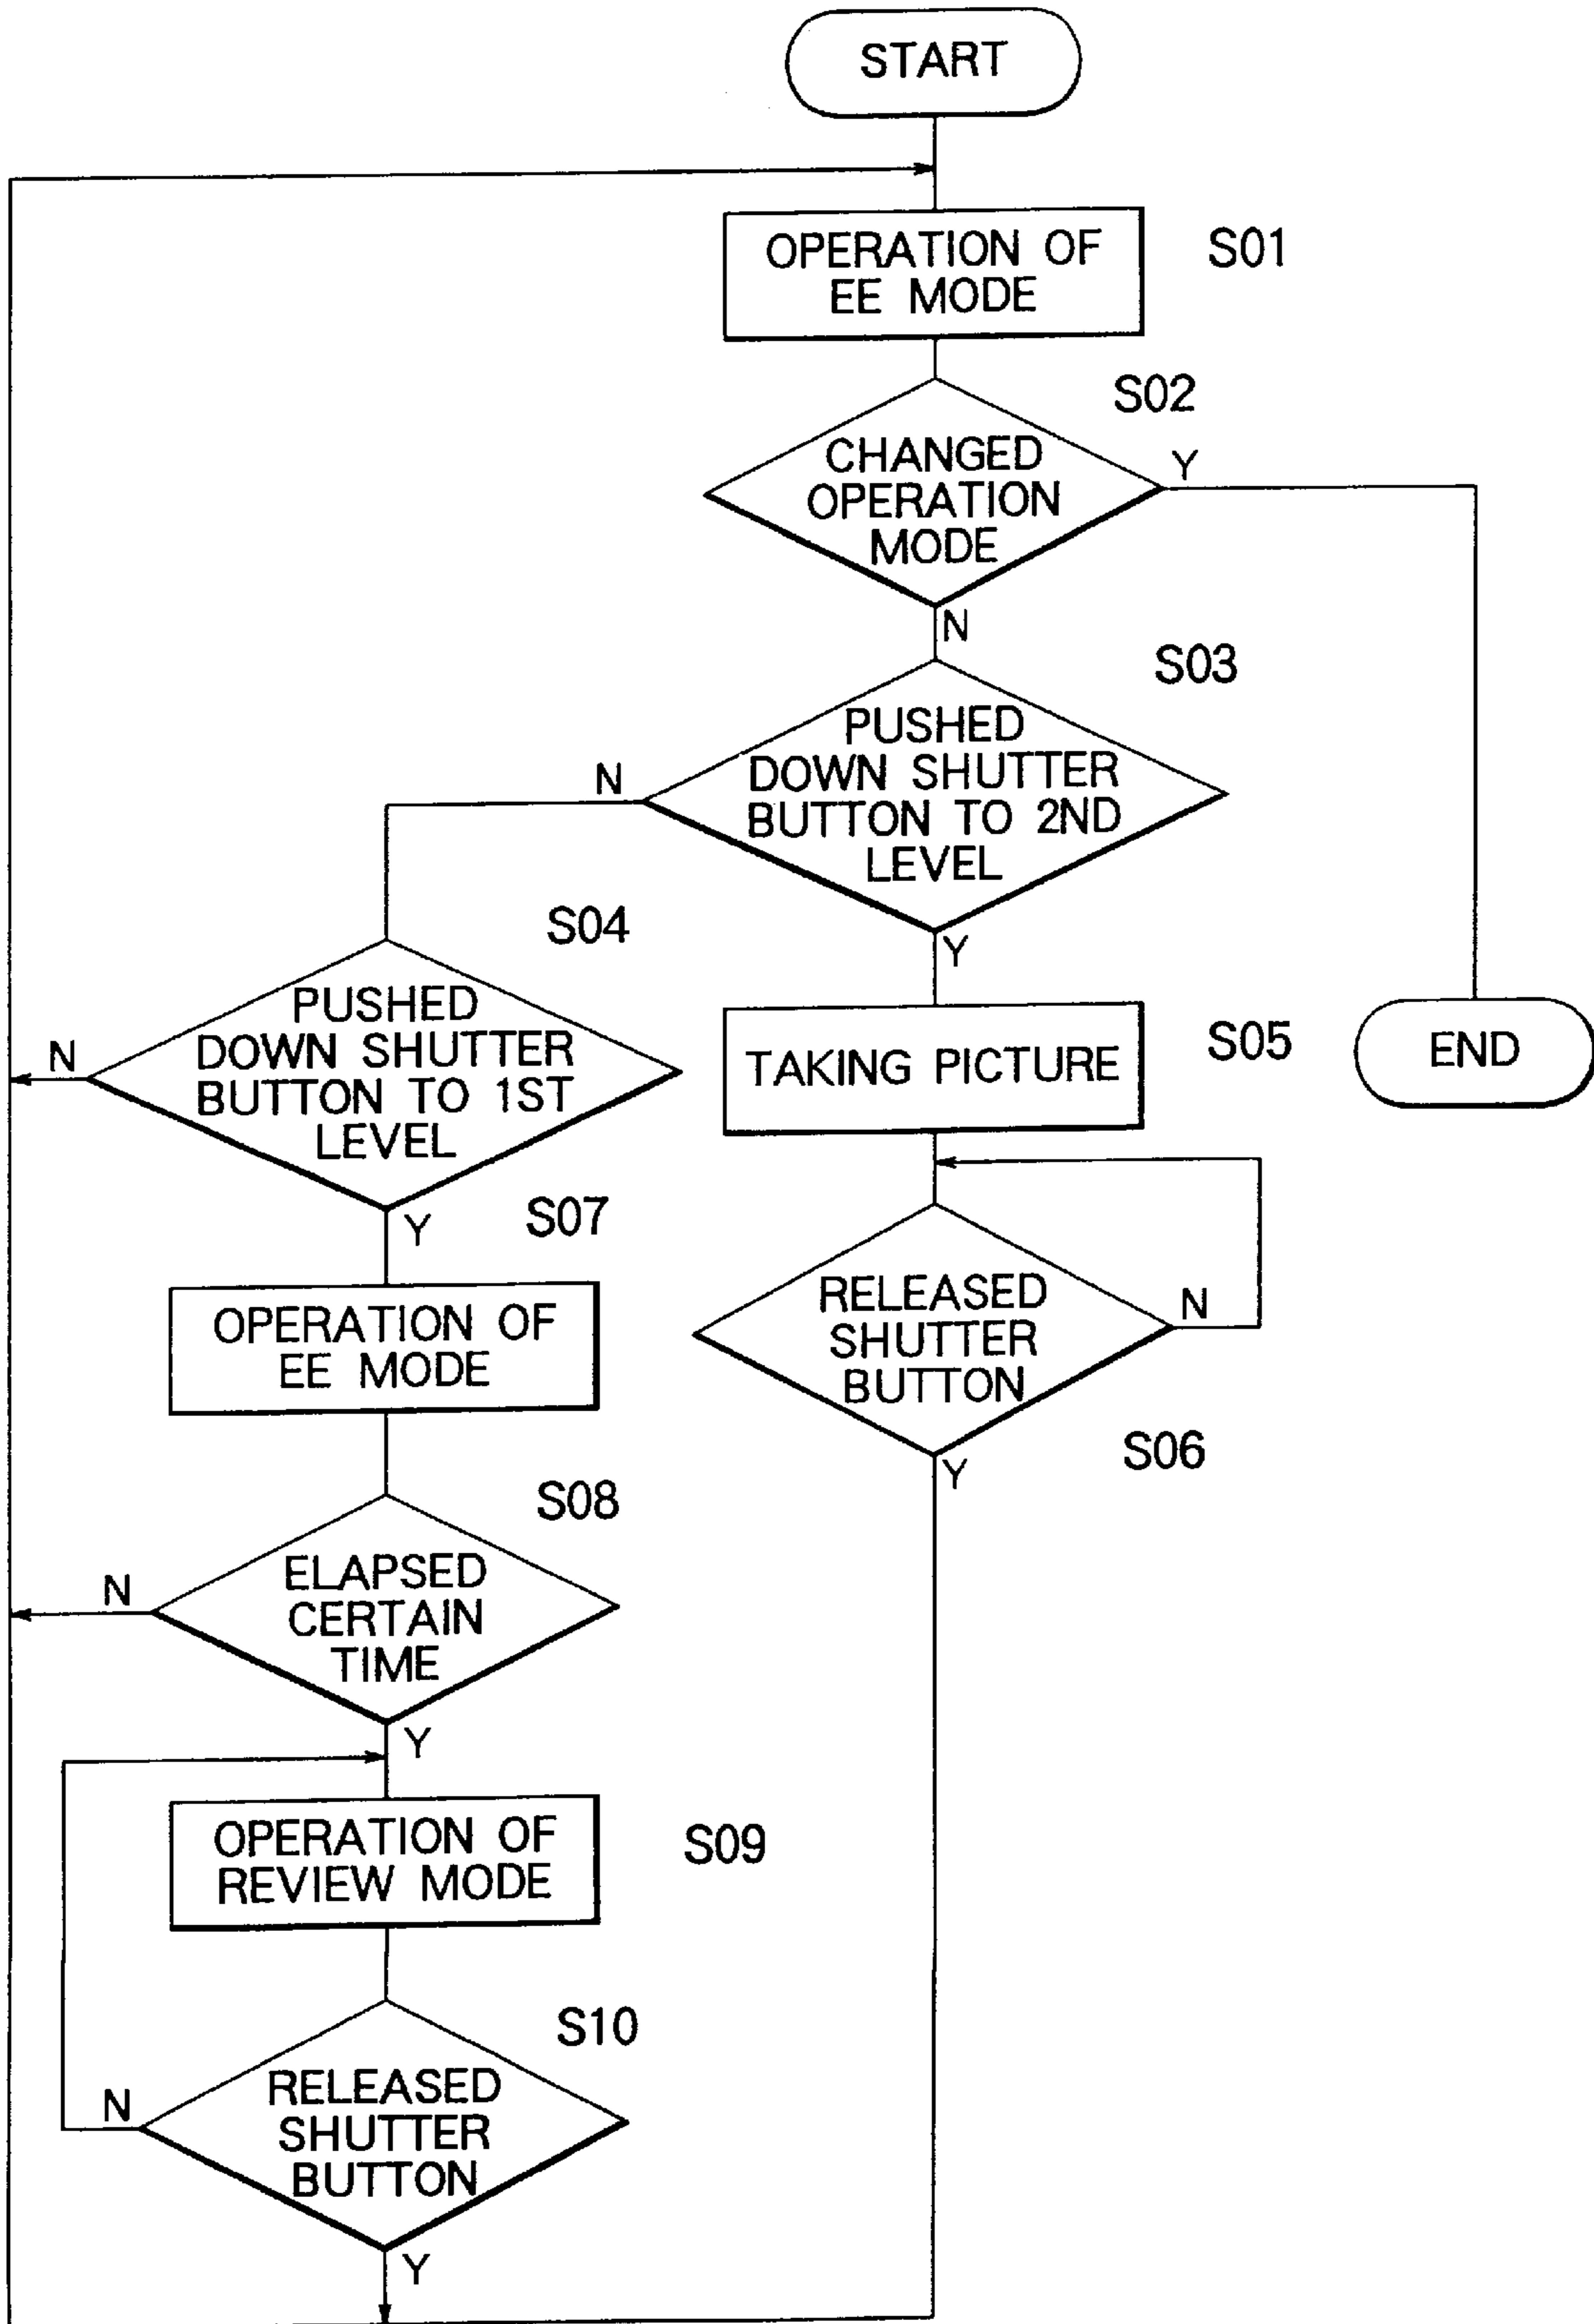 START
OPERATION OF
EE MODE
S01
S02
CHANGED
OPERATION
MODE
Y
N
S03
PUSHED
DOWN SHUTTER
BUTTON TO 2ND
LEVEL
N
Y
S04
PUSHED
DOWN SHUTTER
BUTTON TO 1ST
LEVEL
N
Y
TAKING PICTURE
S05
END
RELEASED
SHUTTER
BUTTON
N
S06
Y
S07
OPERATION OF
EE MODE
S08
ELAPSED
CERTAIN
TIME
N
Y
OPERATION OF
REVIEW MODE
S09
S10
RELEASED
SHUTTER
BUTTON
N
Y